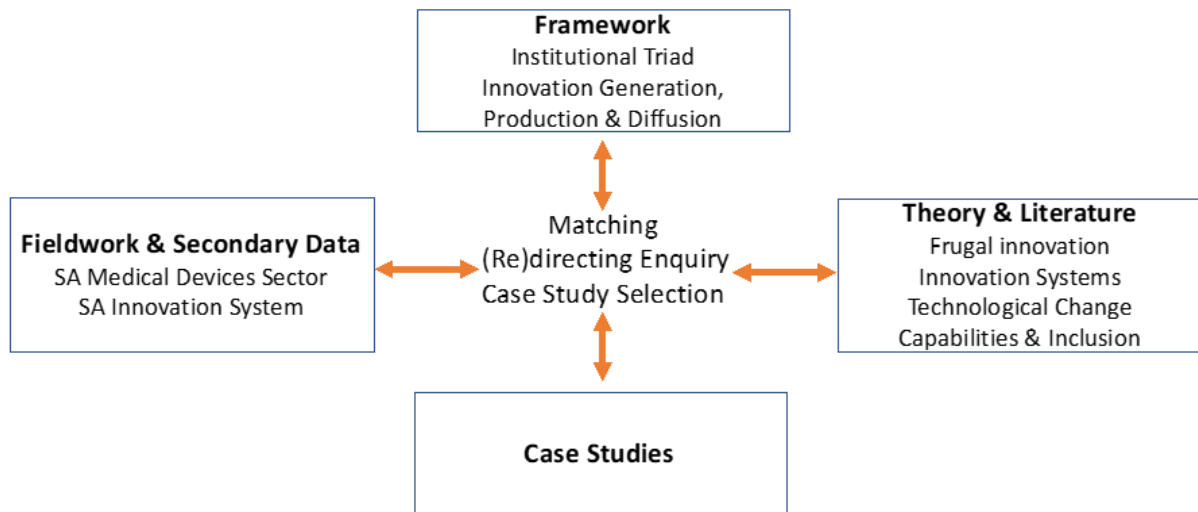 Framework
Institutional Triad
Innovation Generation,
Production & Diffusion
Fieldwork & Secondary Data
SA Medical Devices Sector
SA Innovation System
Matching
(Re)directing Enquiry
Case Study Selection
Theory & Literature
Frugal innovation
Innovation Systems
Technological Change
Capabilities & Inclusion
Case Studies